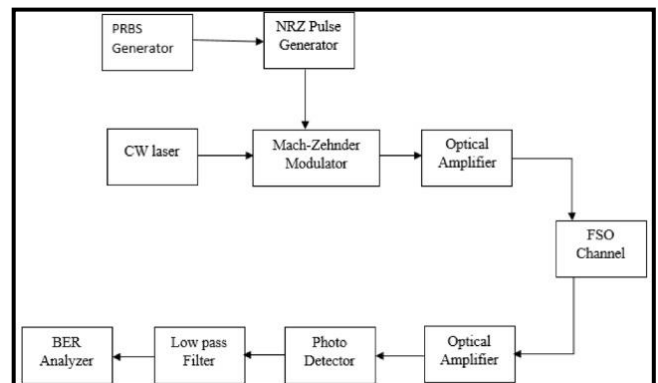 PRBS
Generator
NRZ Pulse
Generator
CW laser
Mach-Zehnder
Modulator
Optical
Amplifier
FSO
Channel
BER
Analyzer
Low pass
Filter
Photo
Detector
Optical
Amplifier